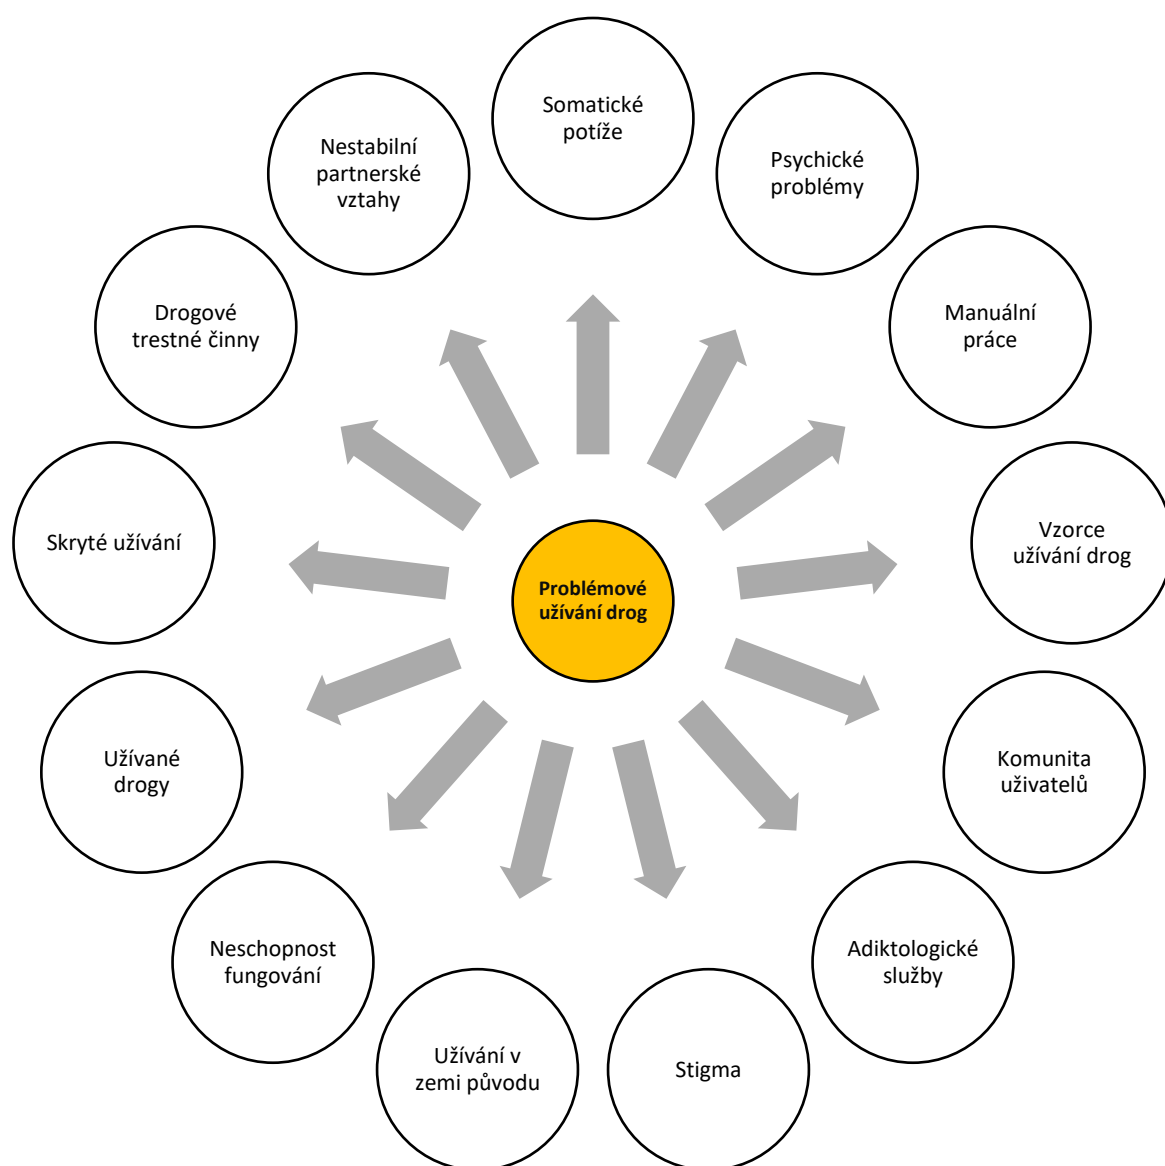 Somatické
potíže
Psychické
problémy
Manuální
práce
Vzorce
užívání drog
Komunita
uživatelů
Adiktologické
služby
Stigma
Užívání v
zemi původu
Neschopnost
fungování
Užívané
drogy
Skryté užívání
Drogové
trestné činny
Nestabilní
partnerské
vztahy
Problémové
užívání drog